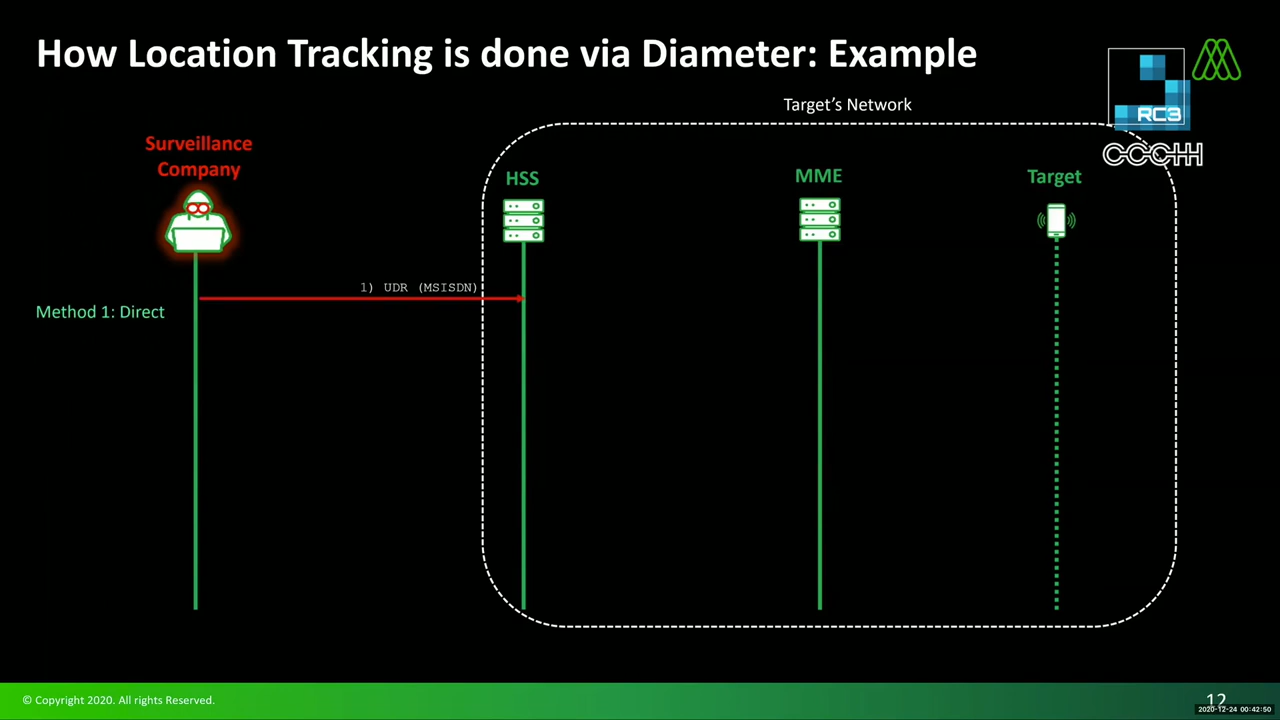 How Location Tracking is done via Diameter: Example
Target's Network
RC3
CCCHH
Surveillance
Company
HSS
MME
Target
1) UDR (MSISDN)
Method 1: Direct
© Copyright 2020. All rights Reserved.
12
2020-12-24 00:42:50